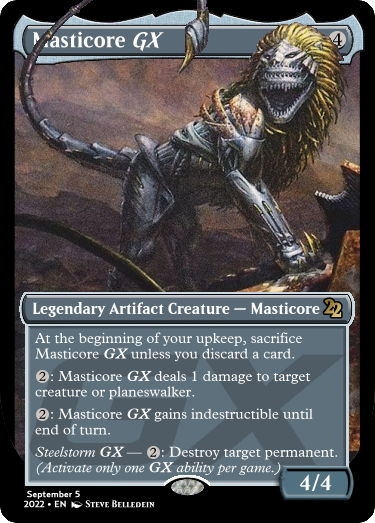 Masticore GX 4
Legendary Artifact Creature — Masticore 22
At the beginning of your upkeep, sacrifice
Masticore GX unless you discard a card.
2: Masticore GX deals 1 damage to target
creature or planeswalker.
2: Masticore GX gains indestructible until
end of turn.
Steelstorm GX — 2: Destroy target permanent.
(Activate only one GX ability per game.)
4/4
September 5
2022 • EN Steve Belledin